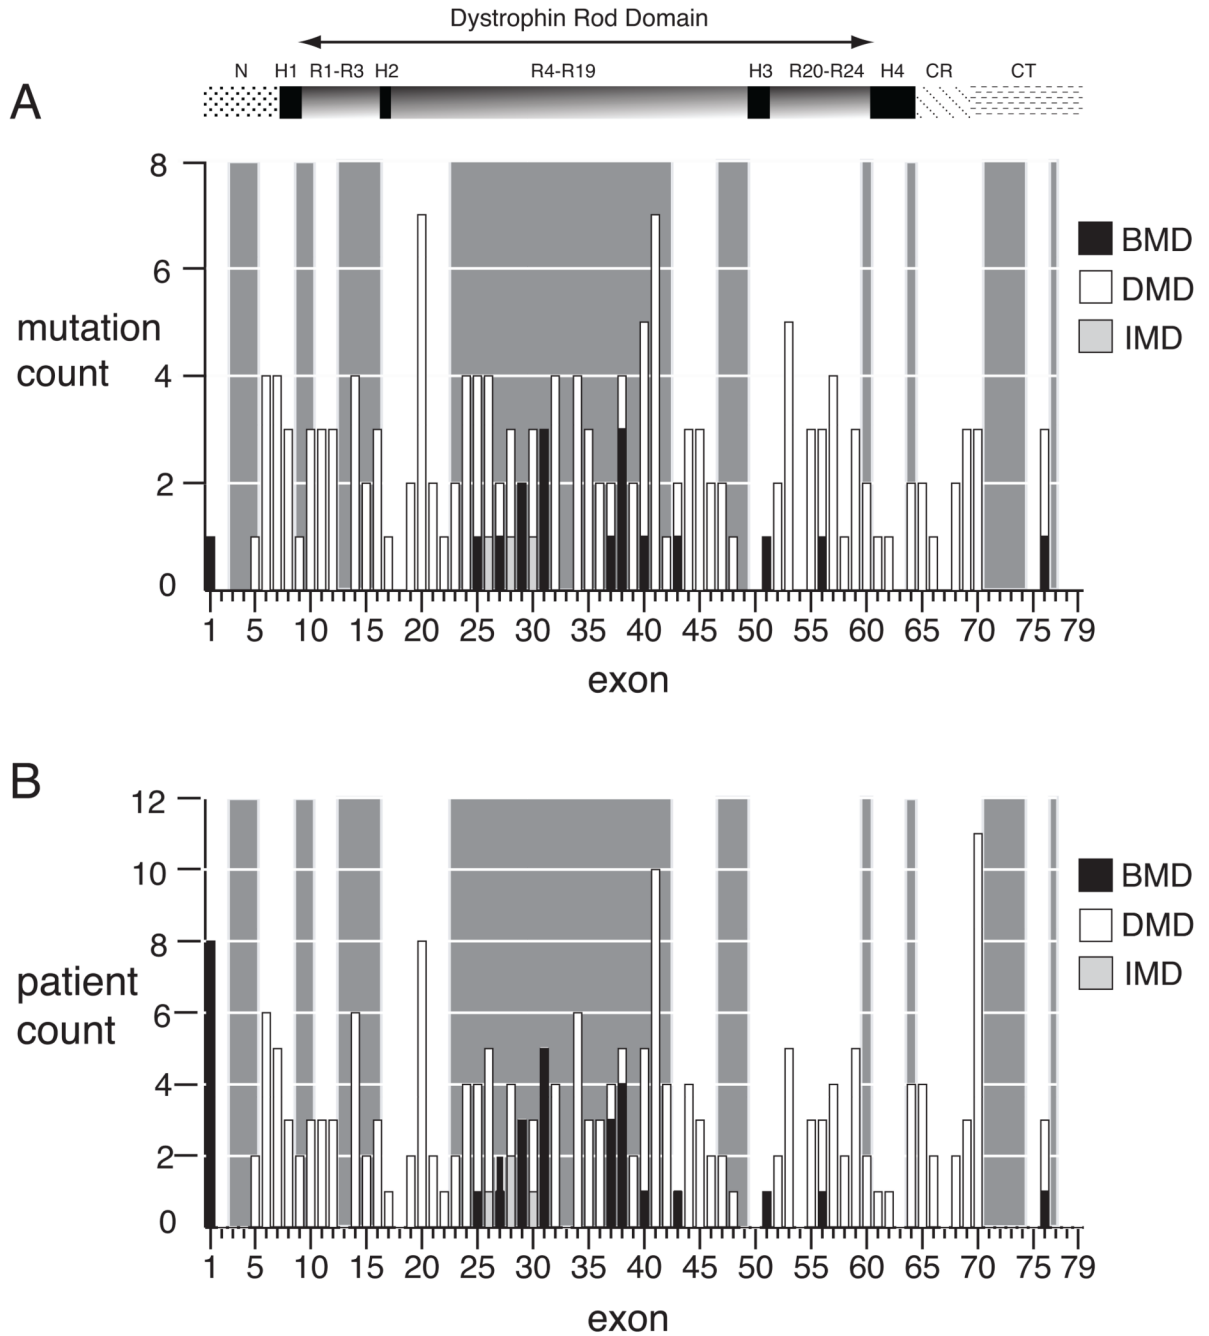 Dystrophin Rod Domain
N H1 R1-R3 H2 R4-R19 H3 R20-R24 H4 CR CT
A
8
6
4
2
0
mutation
count
BMD
DMD
IMD
1 5 10 15 20 25 30 35 40 45 50 55 60 65 70 75 79
exon
B
12
10
8
6
4
2
0
patient
count
BMD
DMD
IMD
1 5 10 15 20 25 30 35 40 45 50 55 60 65 70 75 79
exon